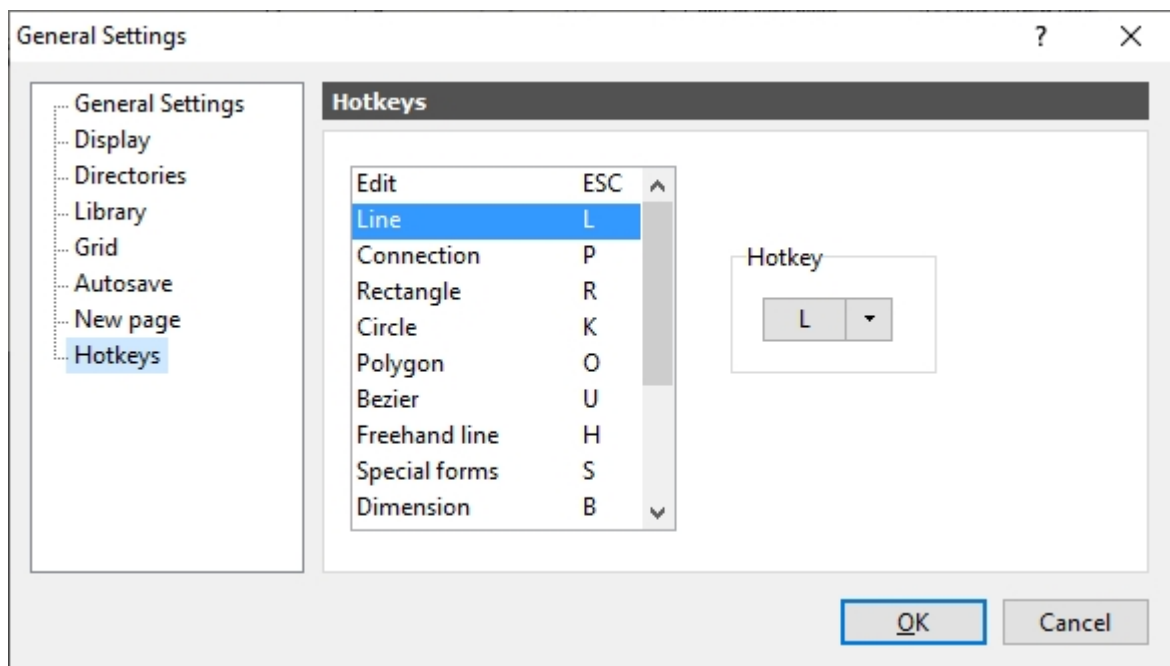 General Settings ?
General Settings
Display
Directories
Library
Grid
Autosave
New page
Hotkeys
Hotkeys
Edit ESC
Line L
Connection P
Rectangle R
Circle K
Polygon O
Bezier U
Freehand line H
Special forms S
Dimension B
Hotkey
L
OK Cancel